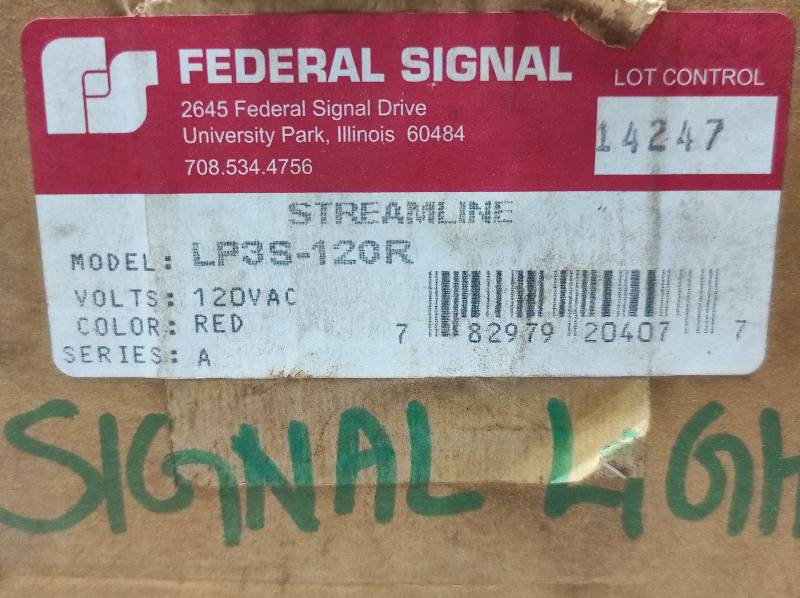 FEDERAL SIGNAL
LOT CONTROL
2645 Federal Signal Drive
University Park, Illinois 60484
708.534.4756
14247
STREAMLINE
MODEL: LP3S-120R
VOLTS: 120VAC
COLOR: RED
SERIES: A
7 82979 20407 7
SIGNAL LIGH